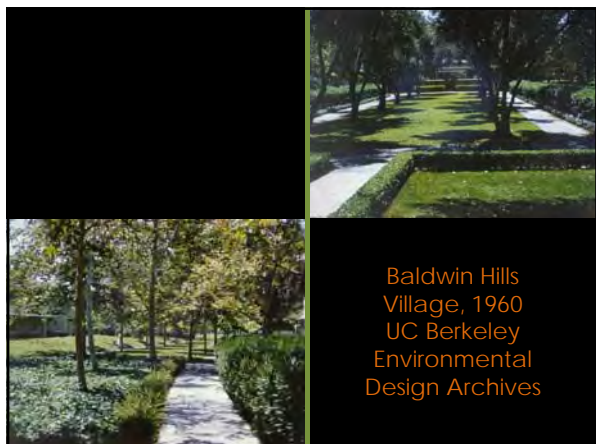 Baldwin Hills
Village, 1960
UC Berkeley
Environmental
Design Archives